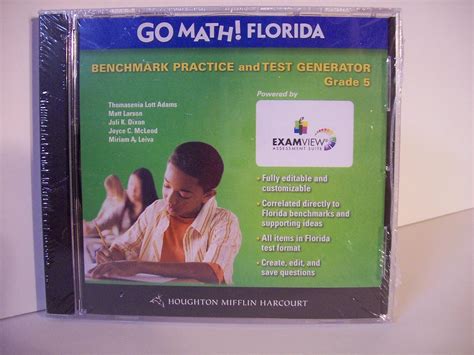 GO MATH! FLORIDA
BENCHMARK PRACTICE and TEST GENERATOR
Grade 5
Thomasenia Lott Adams
Matt Larson
Juli K. Dixon
Joyce C. McLeod
Miriam A. Leiva
Powered by
EXAMVIEW
ASSESSMENT SUITE
• Fully editable and
customizable
• Correlated directly to
Florida benchmarks and
supporting ideas
• All items in Florida
test format
• Create, edit, and
save questions
HOUGHTON MIFFLIN HARCOURT